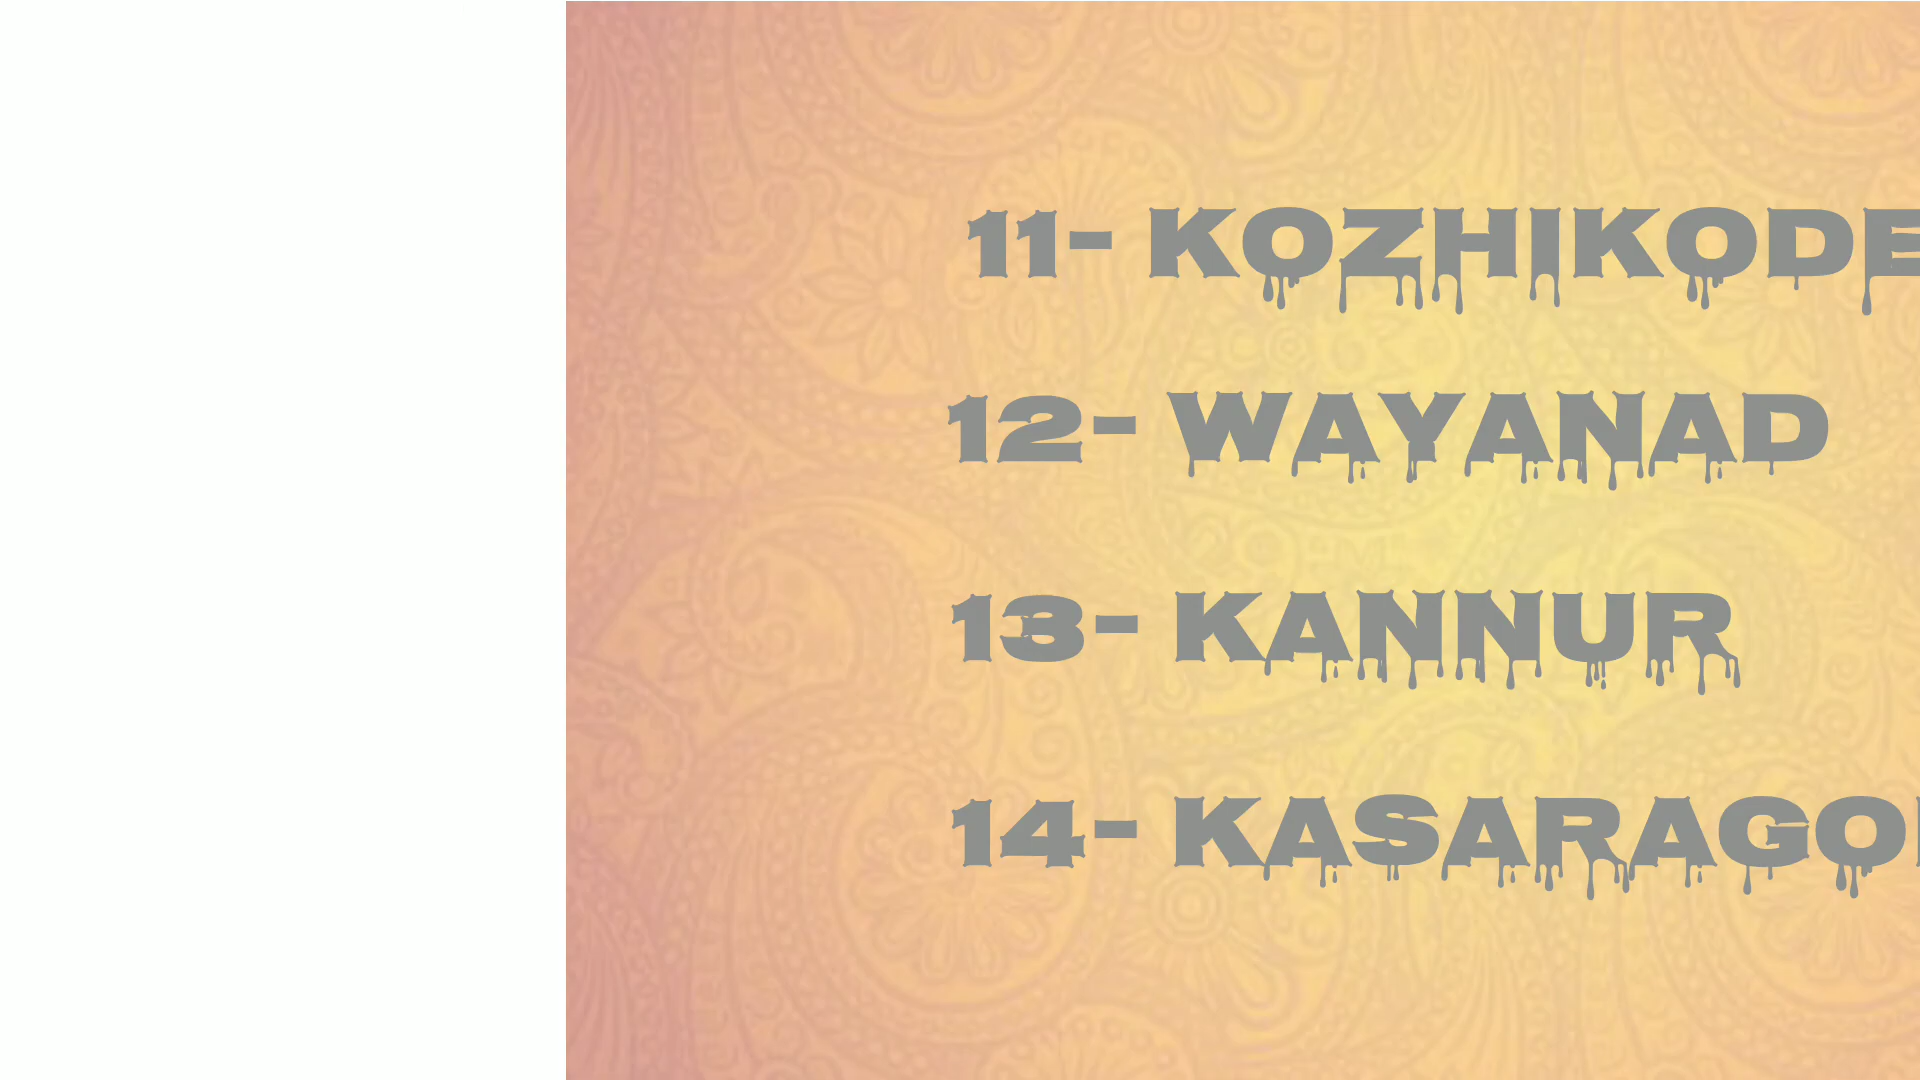 11- KOZHIKODE
12- WAYANAD
13- KANNUR
14- KASARAGO